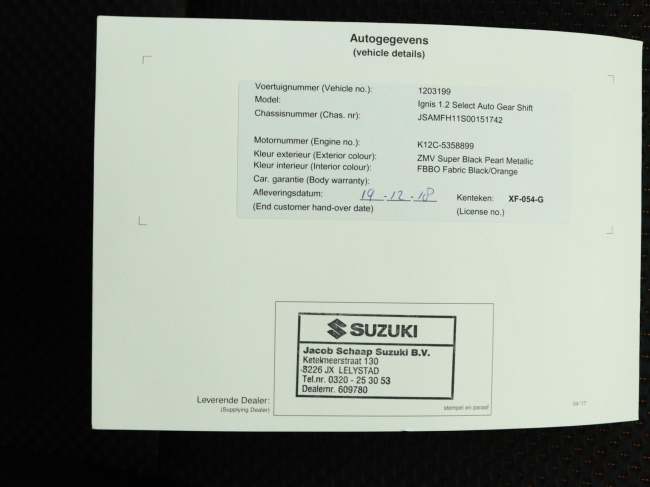 Autogegevens
(vehicle details)
Voertuignummer (Vehicle no.): 1203199
Model: Ignis 1.2 Select Auto Gear Shift
Chassisnummer (Chas. nr): JSAMFH11S00151742
Motornummer (Engine no.): K12C-5358899
Kleur exterieur (Exterior colour): ZMV Super Black Pearl Metallic
Kleur interieur (Interior colour): FBBO Fabric Black/Orange
Car. garantie (Body warranty):
Afleveringsdatum: 19-12-18 Kenteken: XF-054-G
(End customer hand-over date) (License no.)
SUZUKI
Jacob Schaap Suzuki B.V.
Ketelmeerstraat 130
8226 JX LELYSTAD
Tel.nr. 0320 - 25 30 53
Dealernr. 609780
Leverende Dealer:
(Supplying Dealer)
stempel en paraaf
04-17